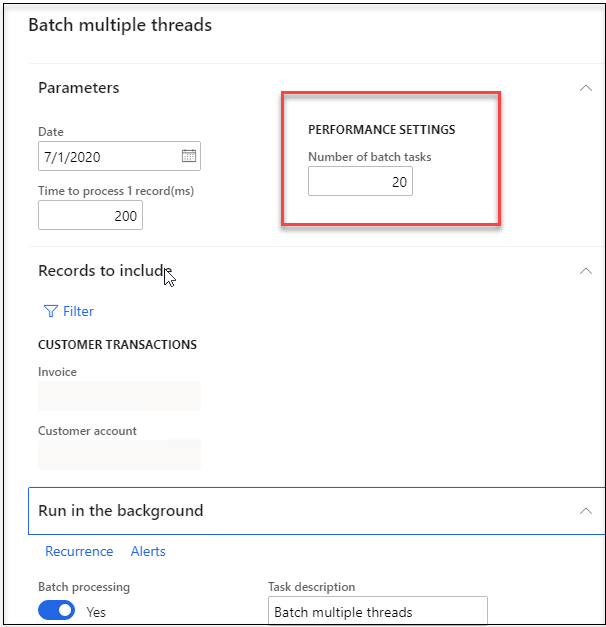 Batch multiple threads
Parameters
Date
7/1/2020
Time to process 1 record(ms)
200
PERFORMANCE SETTINGS
Number of batch tasks
20
Records to include
Filter
CUSTOMER TRANSACTIONS
Invoice
Customer account
Run in the background
Recurrence Alerts
Batch processing
Yes
Task description
Batch multiple threads